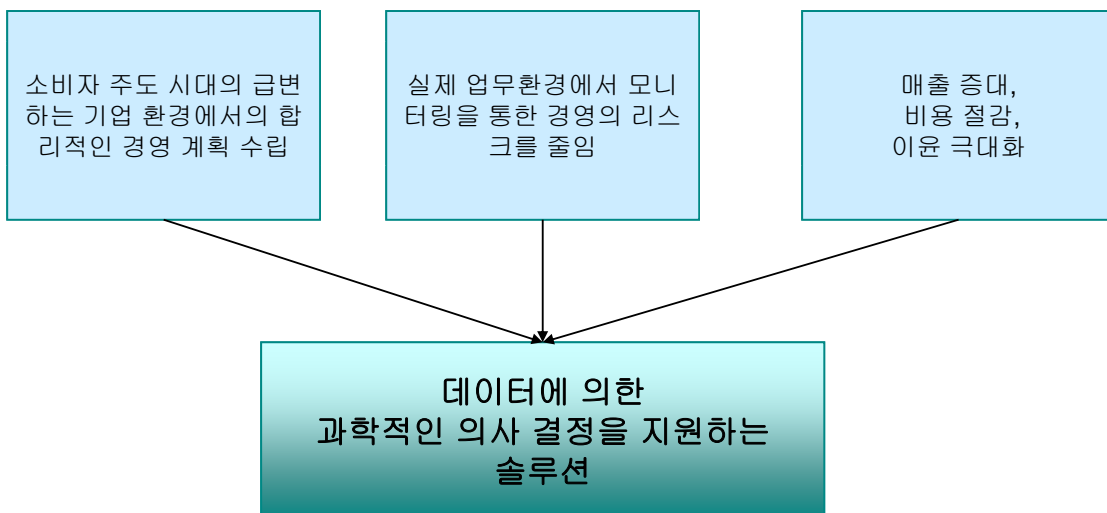 소비자 주도 시대의 급변
하는 기업 환경에서의 합
리적인 경영 계획 수립
실제 업무환경에서 모니
터링을 통한 경영의 리스
크를 줄임
매출 증대,
비용 절감,
이윤 극대화
데이터에 의한
과학적인 의사 결정을 지원하는
솔루션